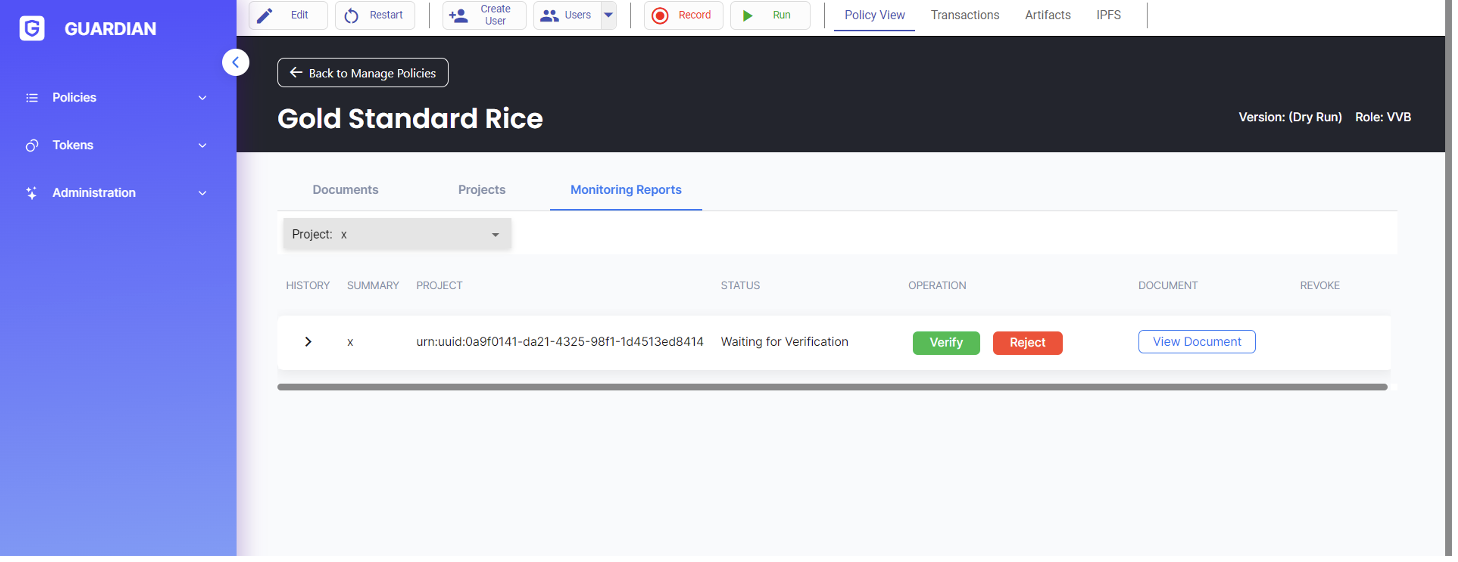 GUARDIAN
Policies
Tokens
Administration
Edit
Restart
Create
User
Users
Record
Run
Policy View
Transactions
Artifacts
IPFS
Back to Manage Policies
Gold Standard Rice
Version: (Dry Run) Role: VVB
Documents
Projects
Monitoring Reports
Project: x
HISTORY SUMMARY PROJECT STATUS OPERATION DOCUMENT REVOKE
x urn:uuid:0a9f0141-da21-4325-98f1-1d4513ed8414 Waiting for Verification Verify Reject View Document